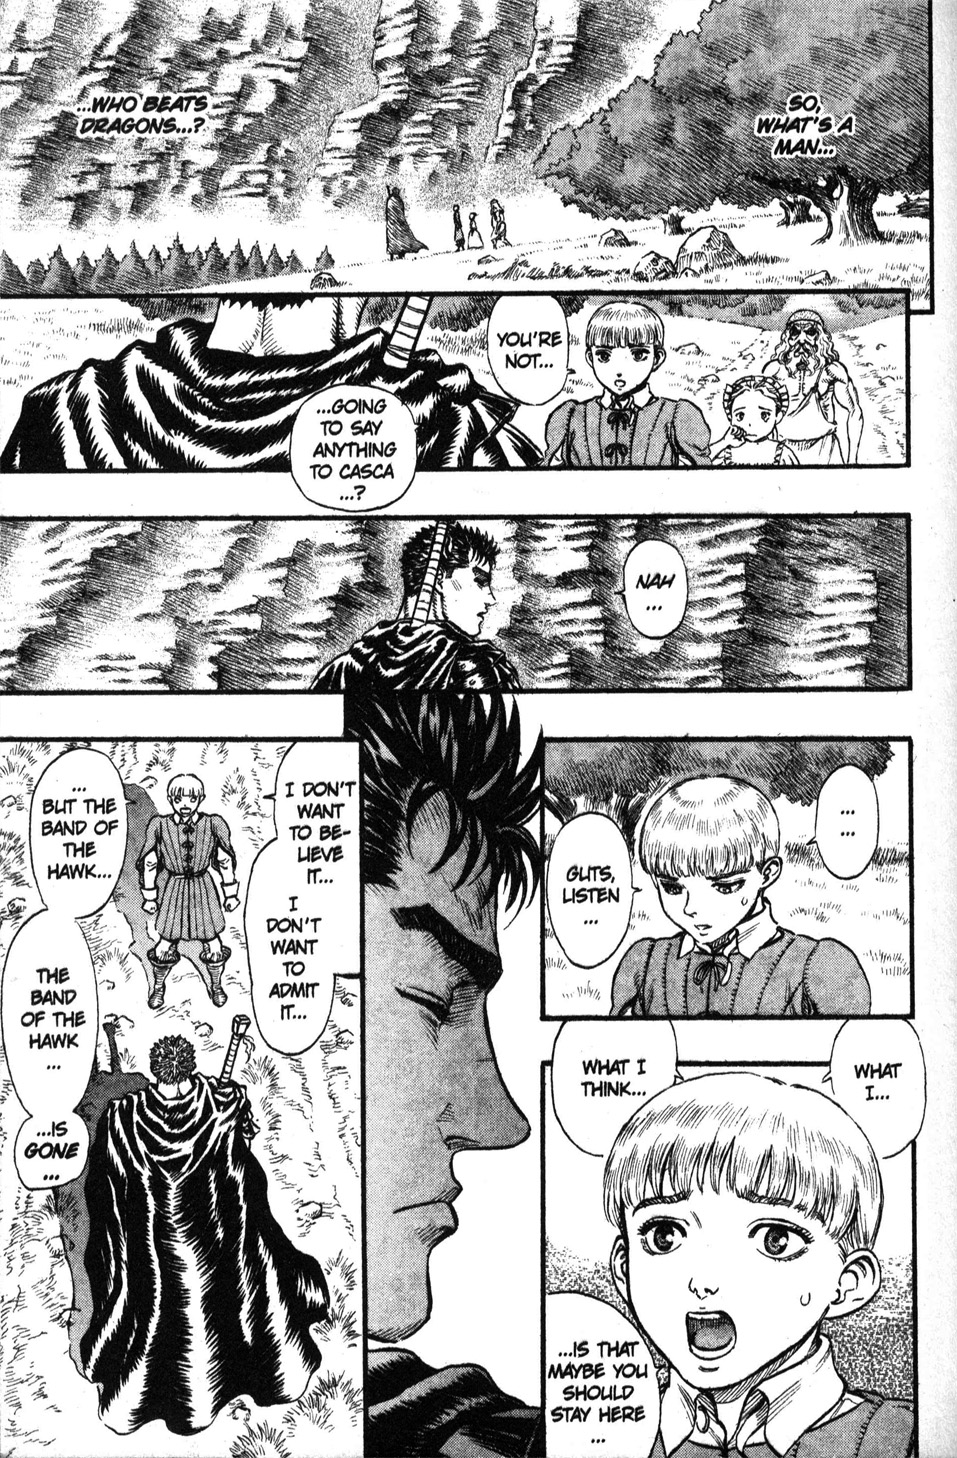 SO,
WHAT'S A
MAN...
...WHO BEATS
DRAGONS...?
YOU'RE
NOT...
...GOING
TO SAY
ANYTHING
TO CASCA
...?
NAH
...
...
...
GUTS,
LISTEN
...
WHAT
I...
WHAT I
THINK...
...IS THAT
MAYBE YOU
SHOULD
STAY HERE
...
I DON'T
WANT
TO BE-
LIEVE
IT...
I
DON'T
WANT
TO
ADMIT
IT...
...
BUT THE
BAND OF
THE
HAWK...
THE
BAND
OF THE
HAWK
...
...IS
GONE
...